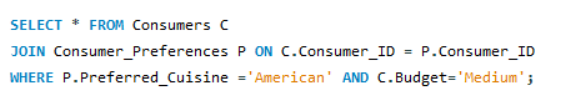 SELECT * FROM Consumers C
JOIN Consumer_Preferences P ON C.Consumer_ID = P.Consumer_ID
WHERE P.Preferred_Cuisine ='American' AND C.Budget='Medium';